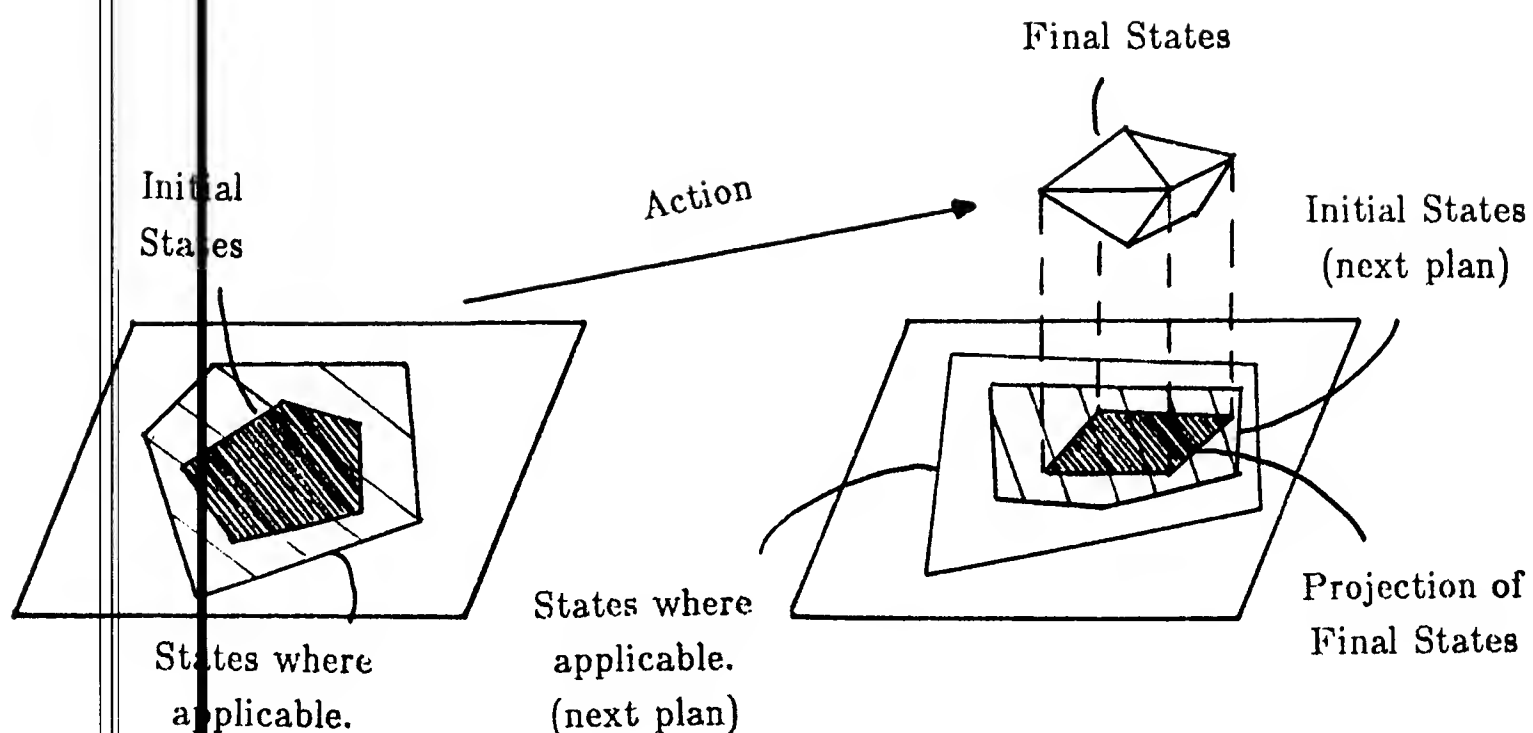 Final States
Initial
States
Action
Initial States
(next plan)
States where
applicable.
States where
applicable.
(next plan)
Projection of
Final States